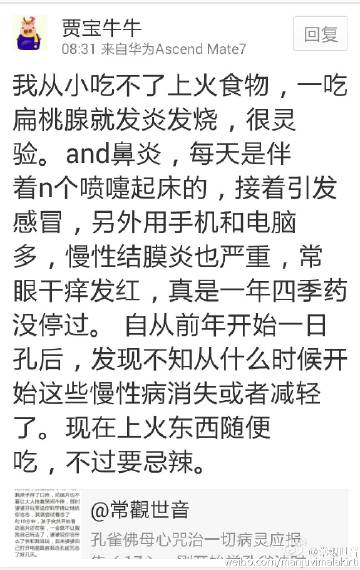 贾宝牛牛
08:31 来自华为Ascend Mate7
回复
我从小吃不了上火食物，一吃
扁桃腺就发炎发烧，很灵
验。and鼻炎，每天是伴
着n个喷嚏起床的，接着引发
感冒，另外用手机和电脑
多，慢性结膜炎也严重，常
眼干痒发红，真是一年四季药
没停过。 自从前年开始一日
孔后，发现不知从什么时候开
始这些慢性病消失或者减轻
了。现在上火东西随便
吃，不过要忌辣。
@常觀世音
孔雀佛母心咒治一切病灵应揆
weibo.com/manjuvimalakirti